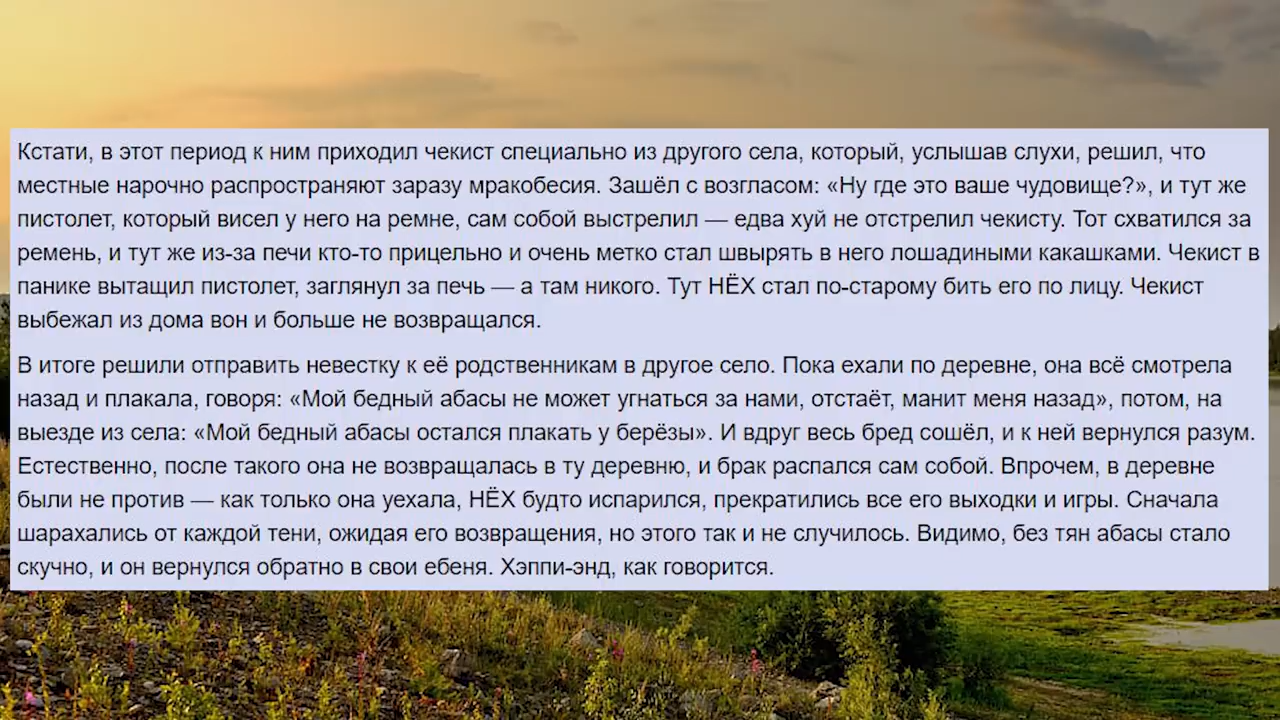 Кстати, в этот период к ним приходил чекист специально из другого села, который, услышав слухи, решил, что
местные нарочно распространяют заразу мракобесия. Зашёл с возгласом: «Ну где это ваше чудовище?», и тут же
пистолет, который висел у него на ремне, сам собой выстрелил — едва хуй не отстрелил чекисту. Тот схватился за
ремень, и тут же из-за печи кто-то прицельно и очень метко стал швырять в него лошадиными какашками. Чекист в
панике вытащил пистолет, заглянул за печь — а там никого. Тут НЁХ стал по-старому бить его по лицу. Чекист
выбежал из дома вон и больше не возвращался.
В итоге решили отправить невестку к её родственникам в другое село. Пока ехали по деревне, она всё смотрела
назад и плакала, говоря: «Мой бедный абасы не может угнаться за нами, отстаёт, манит меня назад», потом, на
выезде из села: «Мой бедный абасы остался плакать у берёзы». И вдруг весь бред сошёл, и к ней вернулся разум.
Естественно, после такого она не возвращалась в ту деревню, и брак распался сам собой. Впрочем, в деревне
были не против — как только она уехала, НЁХ будто испарился, прекратились все его выходки и игры. Сначала
шарахались от каждой тени, ожидая его возвращения, но этого так и не случилось. Видимо, без тян абасы стало
скучно, и он вернулся обратно в свои ебеня. Хэппи-энд, как говорится.